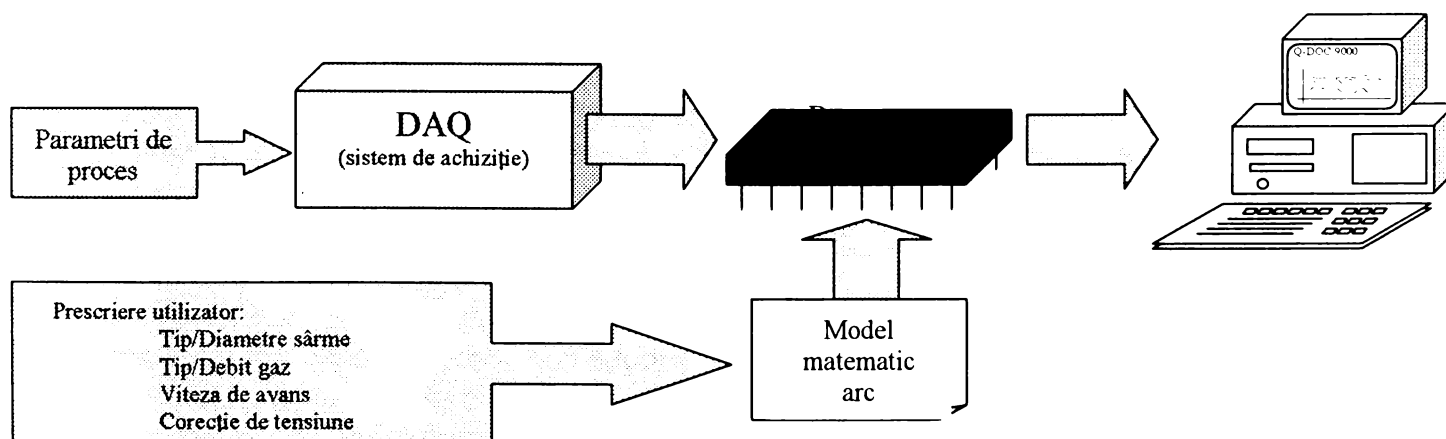 Parametri de
proces
DAQ
(sistem de achiziție)
Q-DOC 9000
Prescriere utilizator:
Tip/Diametre sârme
Tip/Debit gaz
Viteza de avans
Corecție de tensiune
Model
matematic
arc